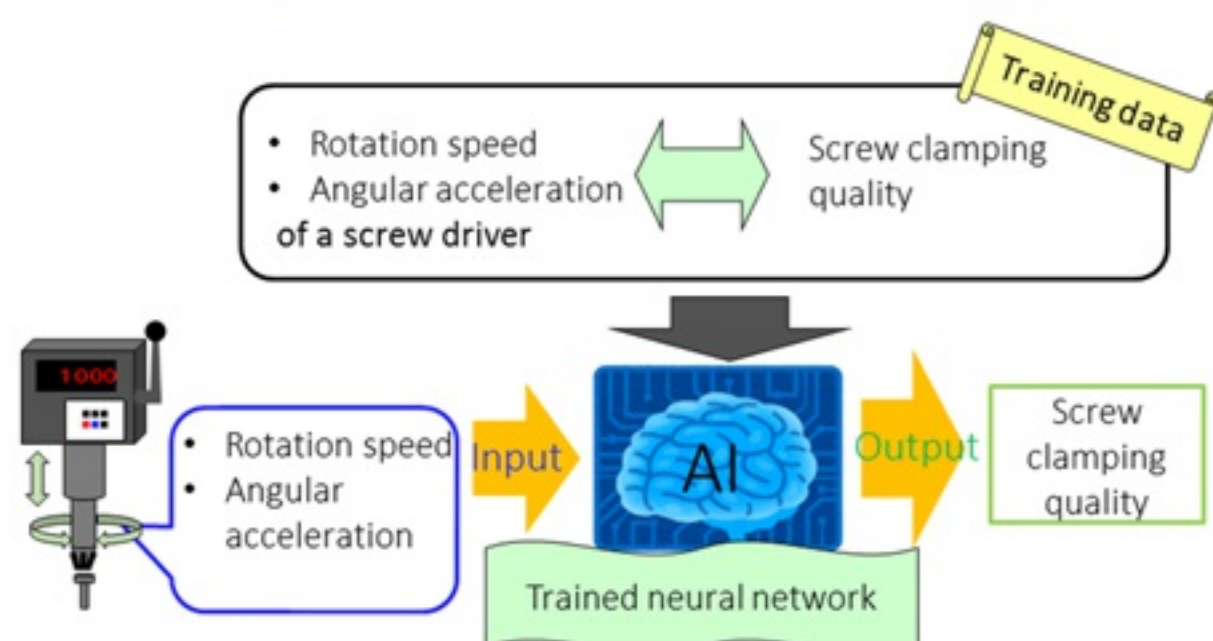 Training data
• Rotation speed
• Angular acceleration
of a screw driver
Screw clamping
quality
1000
• Rotation speed
• Angular
acceleration
Input
AI
Output
Screw
clamping
quality
Trained neural network